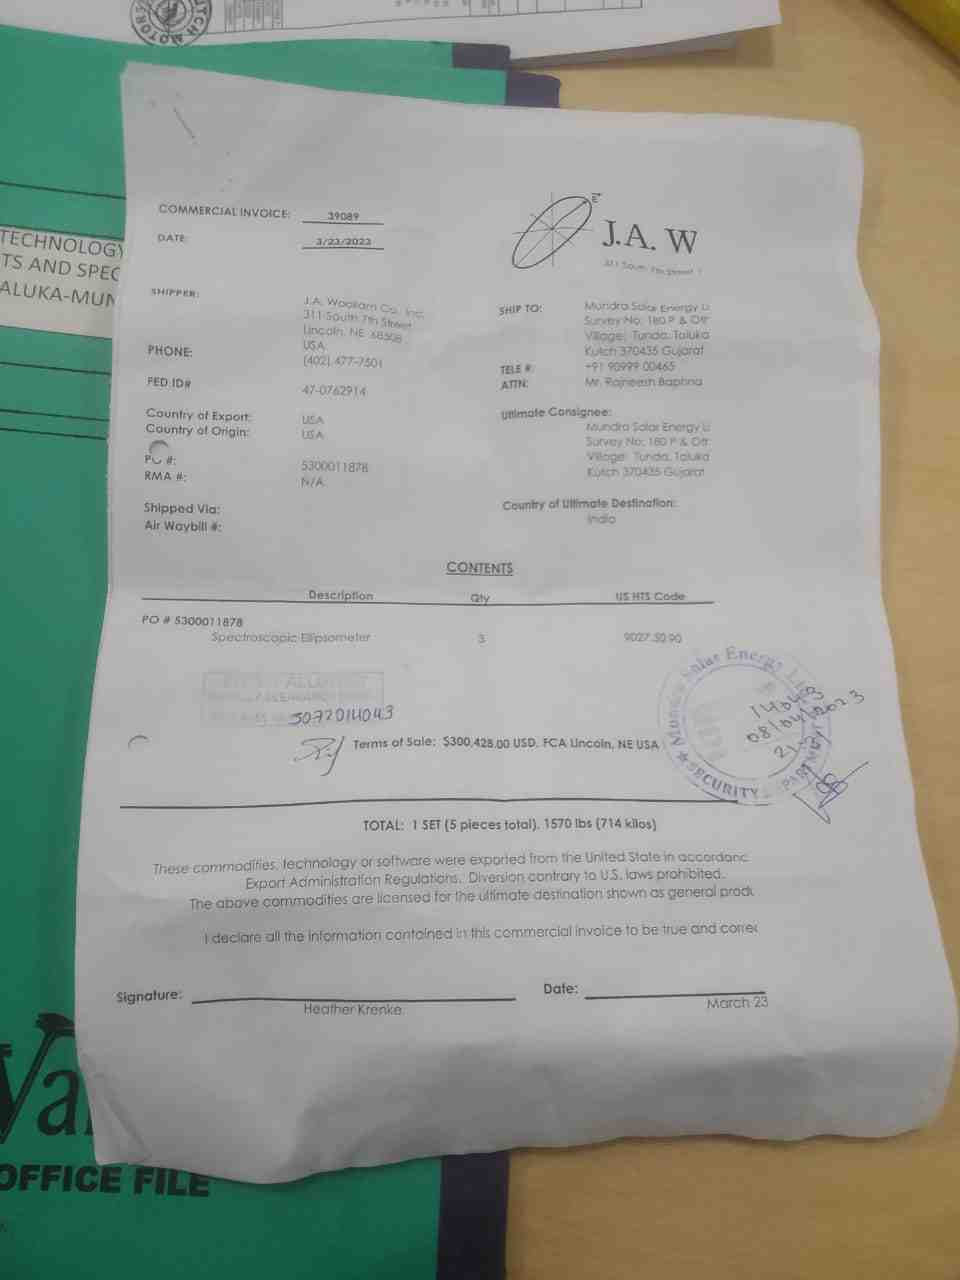 TECHNOLOGY
TS AND SPEC
ALUKA-MUN
COMMERCIAL INVOICE: 39089
DATE: 3/23/2023
J.A. W
311 South 7th Street
SHIPPER: J.A. Woollam Co., Inc.
311 South 7th Street
Lincoln, NE 68508
USA
PHONE: (402) 477-7501
FED ID# 47-0762914
Country of Export: USA
Country of Origin: USA
PO #: 5300011878
RMA #: N/A
Shipped Via:
Air Waybill #:
SHIP TO: Mundra Solar Energy Li
Survey No: 180 P & Oth
Village: Tunda, Taluka
Kutch 370435 Gujarat
TELE #: +91 90999 00465
ATTN: Mr. Rajneesh Baphna
Ultimate Consignee:
Mundra Solar Energy Li
Survey No: 180 P & Oth
Village: Tunda, Taluka
Kutch 370435 Gujarat
Country of Ultimate Destination:
India
CONTENTS
Description Qty US HTS Code
PO # 5300011878
Spectroscopic Ellipsometer 3 9027.50.90
5072014043
Mundra Solar Energy Li
SECURITY DEPARTMENT
140403
08/04/2023
Terms of Sale: $300,428.00 USD, FCA Lincoln, NE USA
TOTAL: 1 SET (5 pieces total), 1570 lbs (714 kilos)
These commodities, technology or software were exported from the United State in accordanc
Export Administration Regulations. Diversion contrary to U.S. laws prohibited.
The above commodities are licensed for the ultimate destination shown as general produ
I declare all the information contained in this commercial invoice to be true and correc
Signature: Date:
Heather Krenke March 23
OFFICE FILE